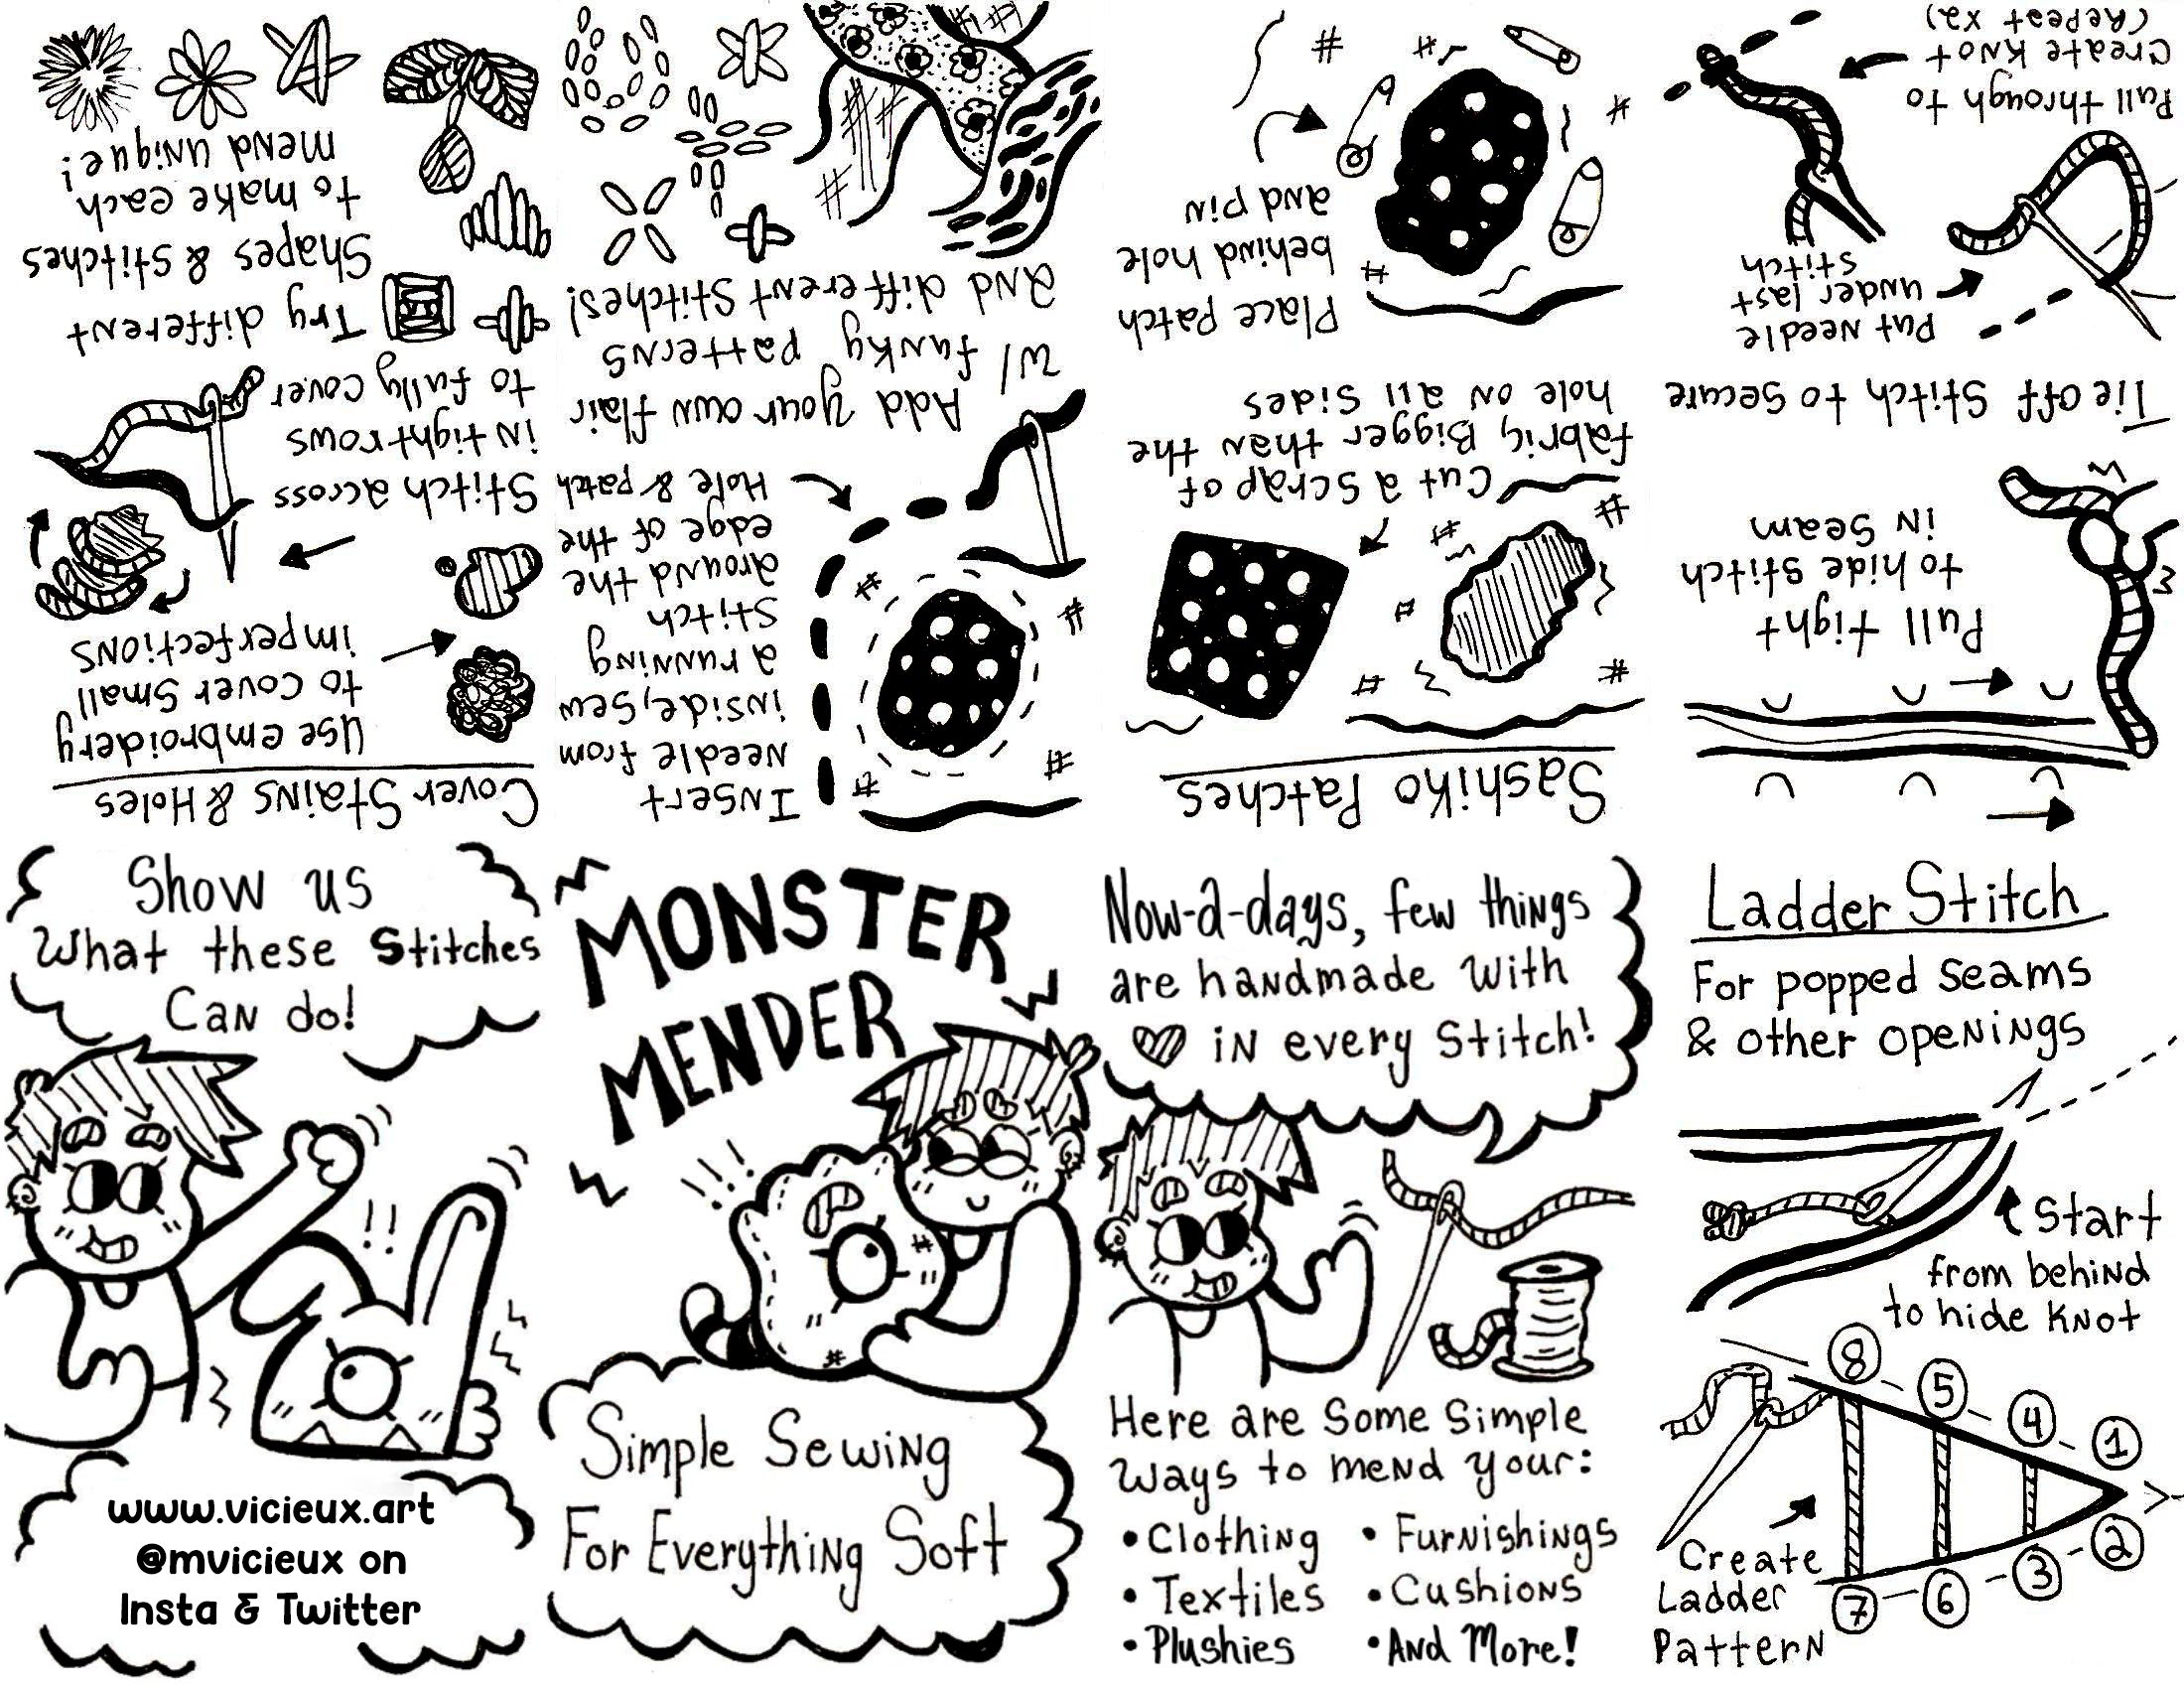 MONSTER
MENDER
Simple Sewing
For Everything Soft
Now-a-days, few things
are handmade with
in every Stitch!
Here are Some Simple
ways to mend your:
• Clothing
• Textiles
• Plushies
• Furnishings
• Cushions
• And More!
Ladder Stitch
For popped seams
& other openings
Start
from behind
to hide knot
8
5
4
1
2
3
6
7
Create
Ladder
Pattern
Pull tight
to hide stitch
in seam
Tie off Stitch to secure
Put needle
under last
stitch
Pull through to
Create knot
(Repeat x2)
Sashiko Patches
Cut a scrap of
fabric, Bigger than the
hole on all sides
Place Patch
behind hole
and pin
Insert
needle from
inside, sew
a running
stitch
around the
edge of the
Hole & patch
Add your own flair
w/ funky patterns
and different stitches!
Cover Stains & Holes
Use embroidery
to cover small
imperfections
Stitch across
in tight rows
to fully cover
Try different
Shapes & Stitches
to make each
mend unique!
Show us
What these Stitches
Can do!
www.vicieux.art
@mvicieux on
Insta & Twitter